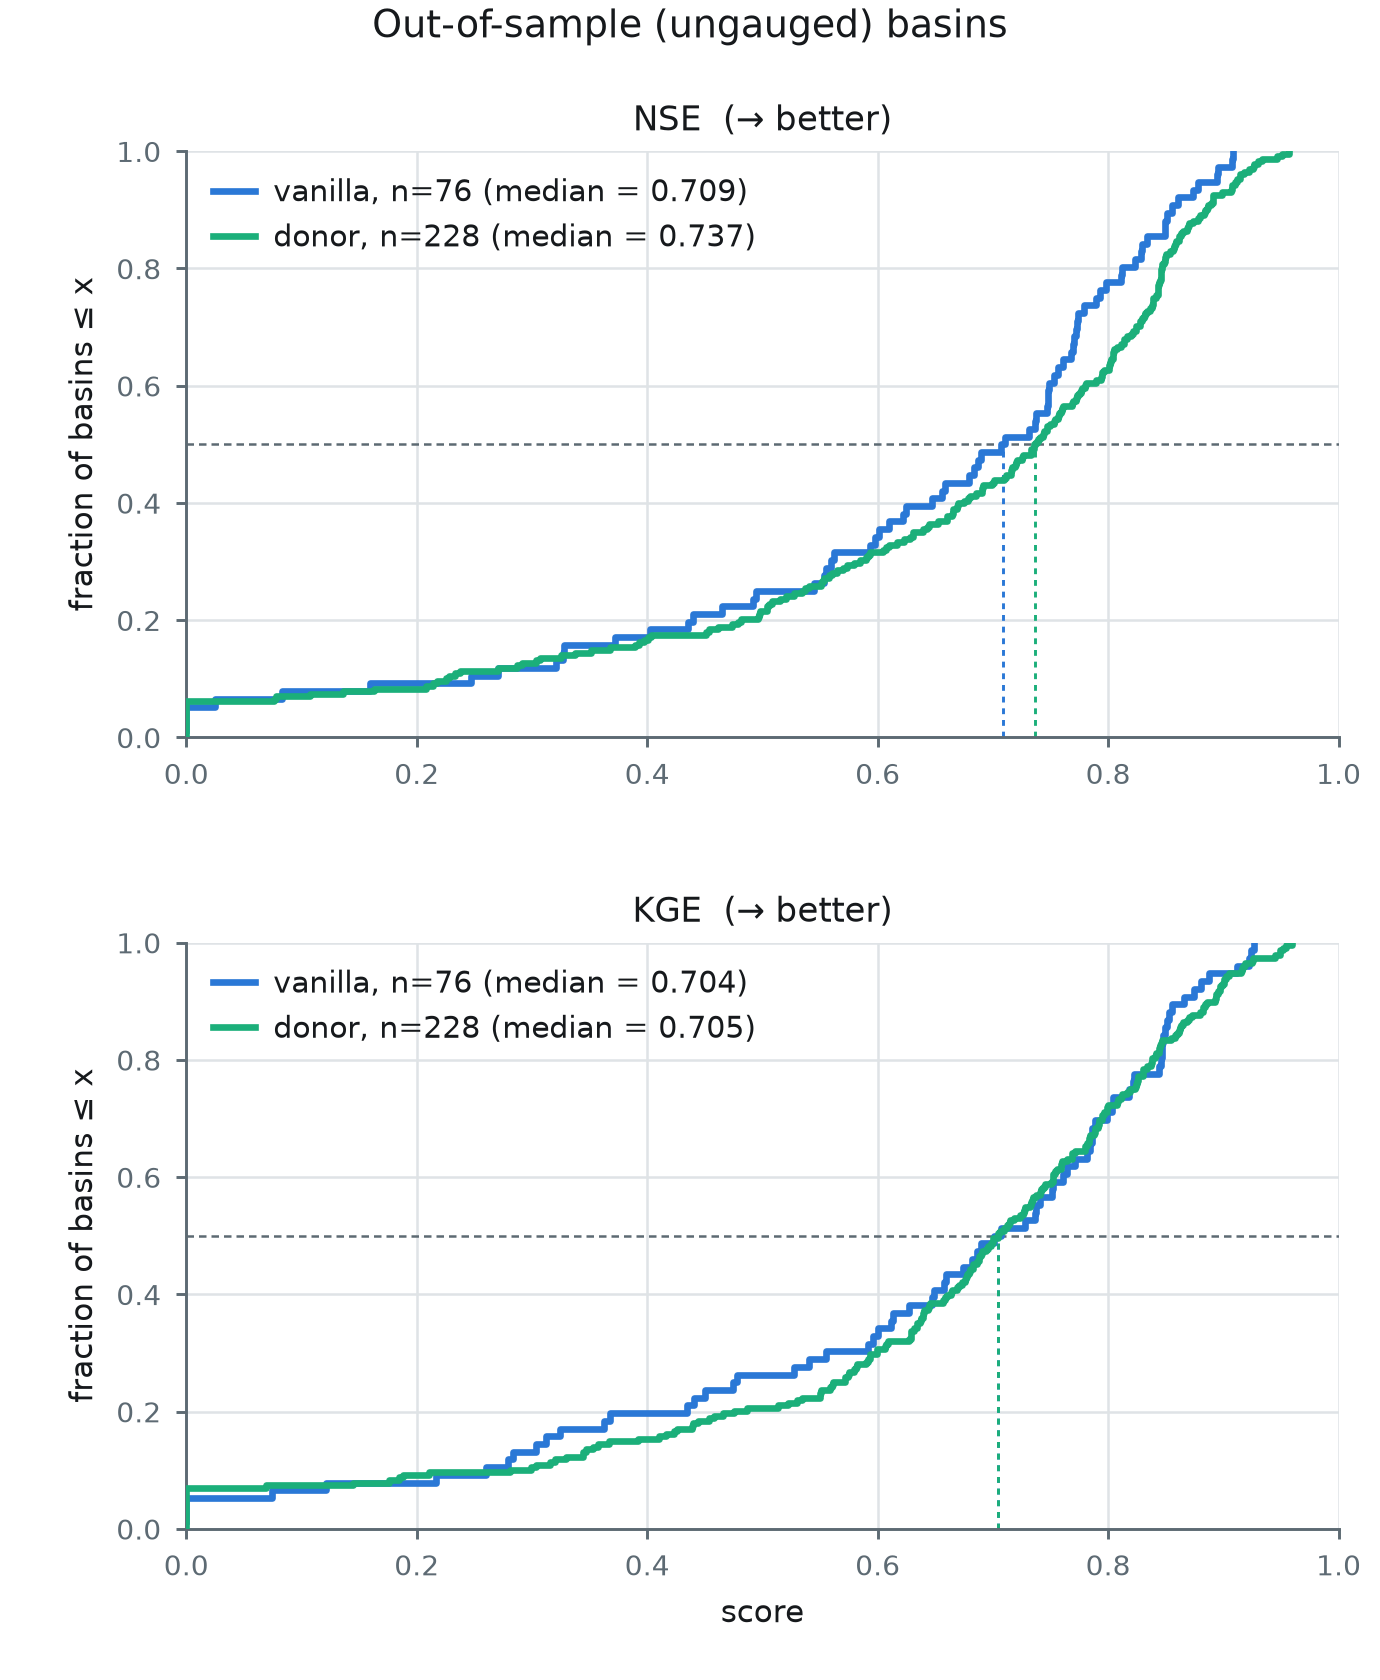 Out-of-sample (ungauged) basins
NSE (→ better)
fraction of basins ≤ x
1.0
0.8
0.6
0.4
0.2
0.0
vanilla, n=76 (median = 0.709)
donor, n=228 (median = 0.737)
0.0 0.2 0.4 0.6 0.8 1.0
KGE (→ better)
fraction of basins ≤ x
1.0
0.8
0.6
0.4
0.2
0.0
vanilla, n=76 (median = 0.704)
donor, n=228 (median = 0.705)
0.0 0.2 0.4 0.6 0.8 1.0
score